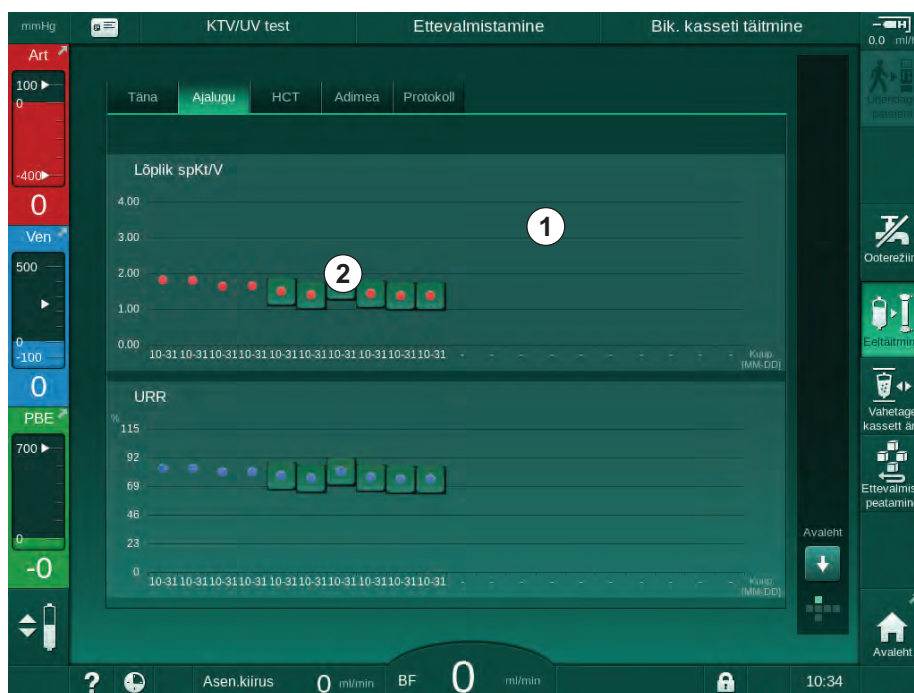 mmHg
KTV/UV test
Ettevalmistamine
Bik. kasseti täitmine
0.0 ml/
Art
100
0
-400
0
Ven
500
0
-100
0
PBE
700
0
-0
Täna
Ajalugu
HCT
Adimea
Protokoll
Lõplik spKt/V
4.00
3.00
2.00
1.00
0.00
10-31 10-31 10-31 10-31 10-31 10-31 10-31 10-31 10-31 10-31 - - - - - - - - - - Kuup.
[MM-DD]
1
2
URR
%
115
92
69
46
23
0
10-31 10-31 10-31 10-31 10-31 10-31 10-31 10-31 10-31 10-31 - - - - - - - - - - Kuup.
[MM-DD]
Avaleht
Ooterežiim
Eeltäitmin
Vahetage
kassett är
Ettevalmis
peatamine
Avaleht
?
Asen.kiirus
0 ml/min
BF
0 ml/min
10:34